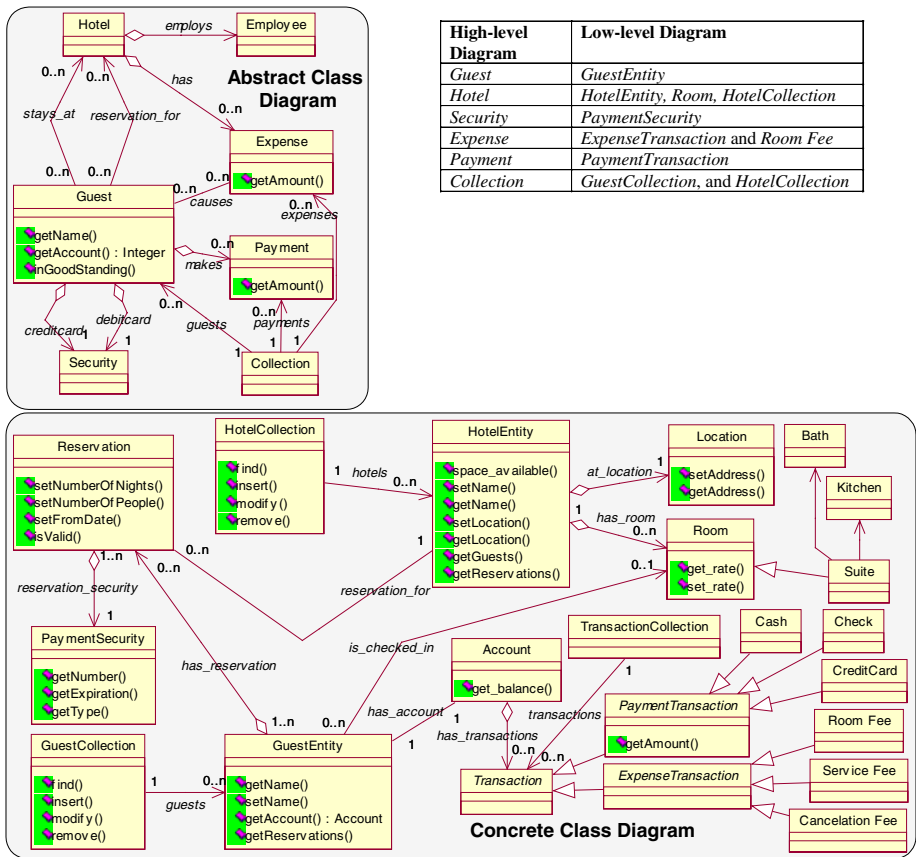 Hotel
employs
Employee
0..n
0..n
has
Abstract Class
Diagram
stays_at
reservation_for
0..n
Expense
getAmount()
0..n
0..n
0..n
causes
0..n
expenses
Guest
getName()
getAccount() : Integer
inGoodStanding()
0..n
makes
Payment
getAmount()
0..n
0..n
creditcard
debitcard
1
1
guests
payments
1
1
1
Security
Collection
High-level
Diagram
Low-level Diagram
Guest
GuestEntity
Hotel
HotelEntity, Room, HotelCollection
Security
PaymentSecurity
Expense
ExpenseTransaction and Room Fee
Payment
PaymentTransaction
Collection
GuestCollection, and HotelCollection
Reservation
setNumberOfNights()
setNumberOfPeople()
setFromDate()
isValid()
HotelCollection
find()
insert()
modify()
remove()
1
hotels
0..n
HotelEntity
space_available()
setName()
getName()
setLocation()
getLocation()
getGuests()
getReservations()
at_location
1
Location
setAddress()
getAddress()
Bath
Kitchen
1
has_room
0..n
Room
get_rate()
set_rate()
Suite
1..n
0..n
0..n
1
0..1
reservation_security
reservation_for
1
PaymentSecurity
getNumber()
getExpiration()
getType()
has_reservation
is_checked_in
Account
get_balance()
TransactionCollection
1
Cash
Check
CreditCard
PaymentTransaction
getAmount()
Room Fee
1..n
0..n
has_account
1
1
has_transactions
transactions
0..n
0..n
GuestCollection
find()
insert()
modify()
remove()
1
guests
0..n
GuestEntity
getName()
setName()
getAccount() : Account
getReservations()
Transaction
ExpenseTransaction
Service Fee
Cancelation Fee
Concrete Class Diagram